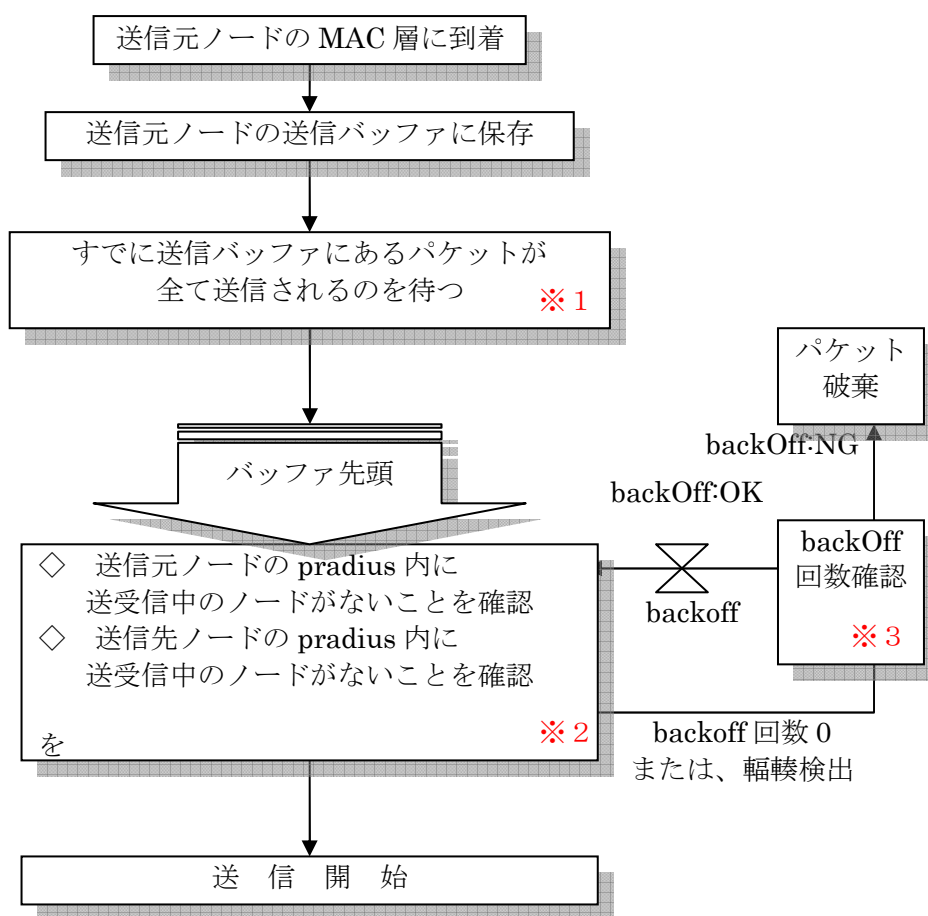 送信元ノードの MAC 層に到着
送信元ノードの送信バッファに保存
すでに送信バッファにあるパケットが
全て送信されるのを待つ
※1
パケット
破棄
backOff:NG
バッファ先頭
backOff:OK
backOff
回数確認
※3
backoff
◇ 送信元ノードの pradius 内に
送受信中のノードがないことを確認
◇ 送信先ノードの pradius 内に
送受信中のノードがないことを確認
を
※2
backoff 回数 0
または、輻輳検出
送 信 開 始